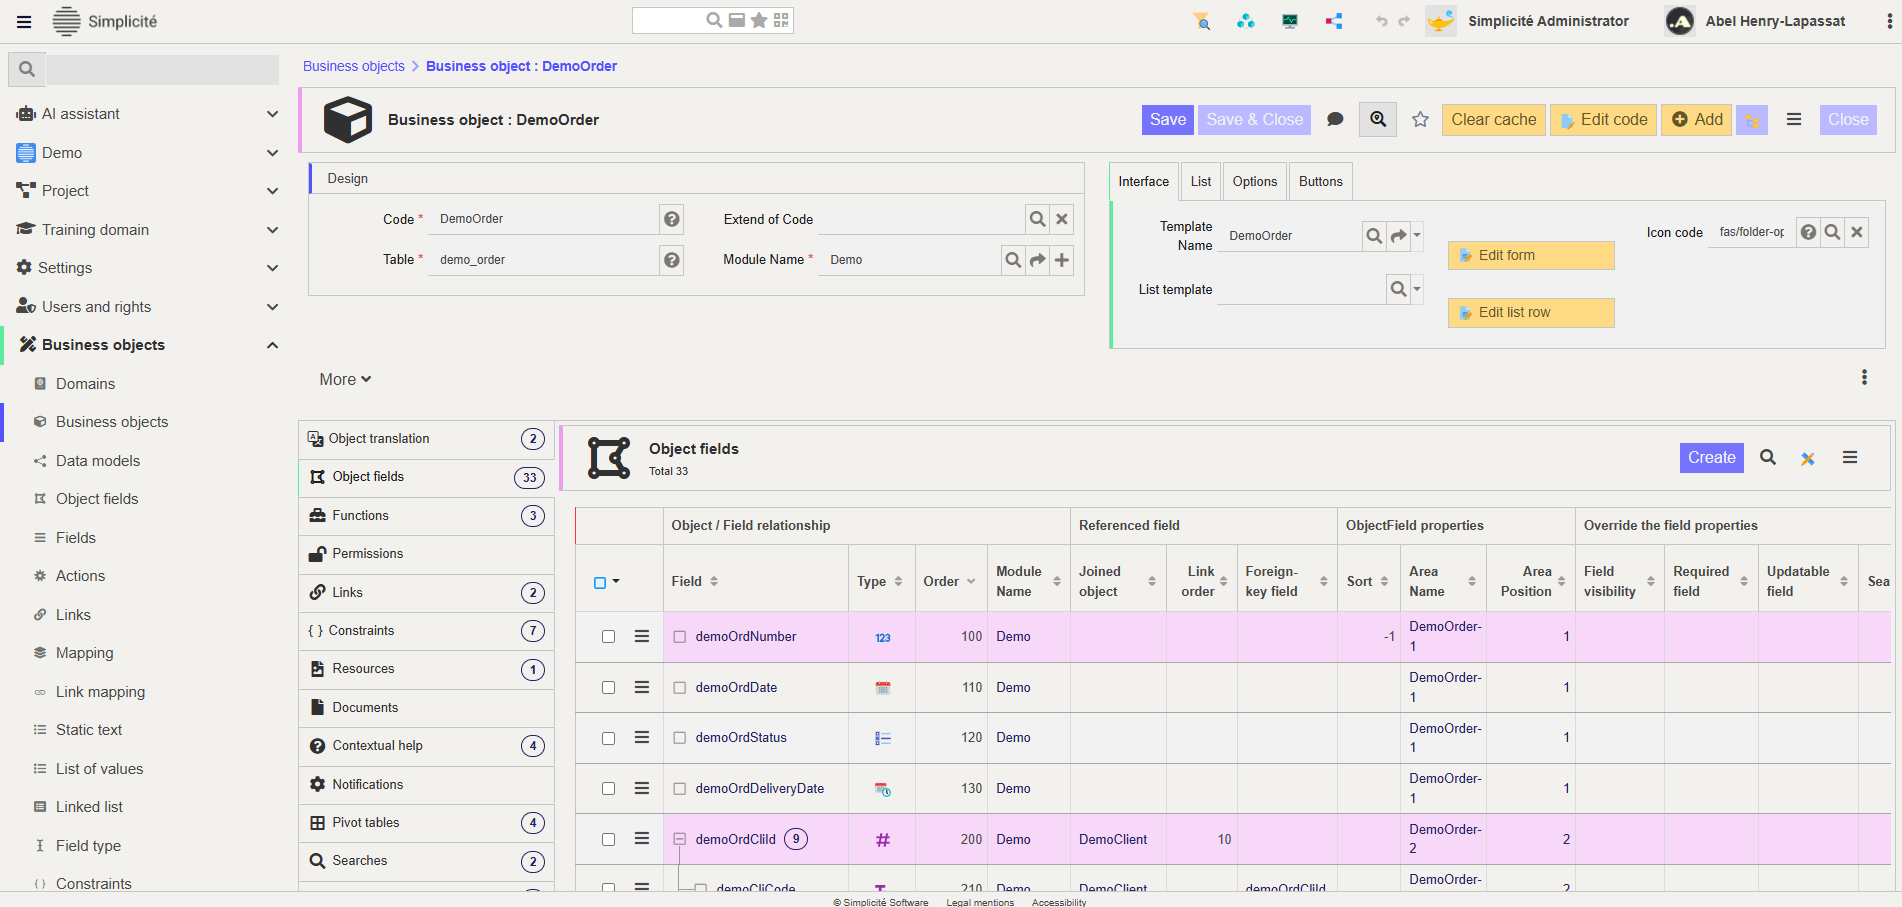 Simplicité
Simplicité Administrator
Abel Henry-Lapassat
AI assistant
Demo
Project
Training domain
Settings
Users and rights
Business objects
Domains
Business objects
Data models
Object fields
Fields
Actions
Links
Mapping
Link mapping
Static text
List of values
Linked list
Field type
Constraints
Business objects > Business object : DemoOrder
Business object : DemoOrder
Save Save & Close Clear cache Edit code Add Close
Design
Code * DemoOrder Extend of Code
Table * demo_order Module Name * Demo
Interface List Options Buttons
Template Name DemoOrder Edit form Icon code fas/folder-op
List template Edit list row
More
Object translation 2
Object fields 33
Functions 3
Permissions
Links 2
Constraints 7
Resources 1
Documents
Contextual help 4
Notifications
Pivot tables 4
Searches 2
Object fields
Total 33
Create
Object / Field relationship Referenced field ObjectField properties Override the field properties
Field Type Order Module Name Joined object Link order Foreign-key field Sort Area Name Area Position Field visibility Required field Updatable field Sea
demoOrdNumber 123 100 Demo -1 DemoOrder-1 1
demoOrdDate 110 Demo DemoOrder-1 1
demoOrdStatus 120 Demo DemoOrder-1 1
demoOrdDeliveryDate 130 Demo DemoOrder-1 1
demoOrdCliId 9 # 200 Demo DemoClient 10 DemoOrder-2 2
demoCliCode T 210 Demo DemoClient demoOrdCliId DemoOrder- 2
© Simplicité Software Legal mentions Accessibility